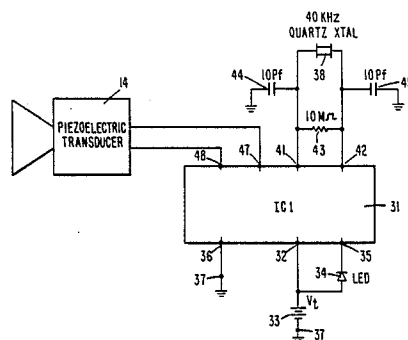 40 KHz
QUARTZ XTAL
14
44
10Pf
38
10Pf
PIEZOELECTRIC
TRANSDUCER
10MΩ
43
48
47
41
42
IC1
31
36
32
35
37
34
LED
Vt
33
37